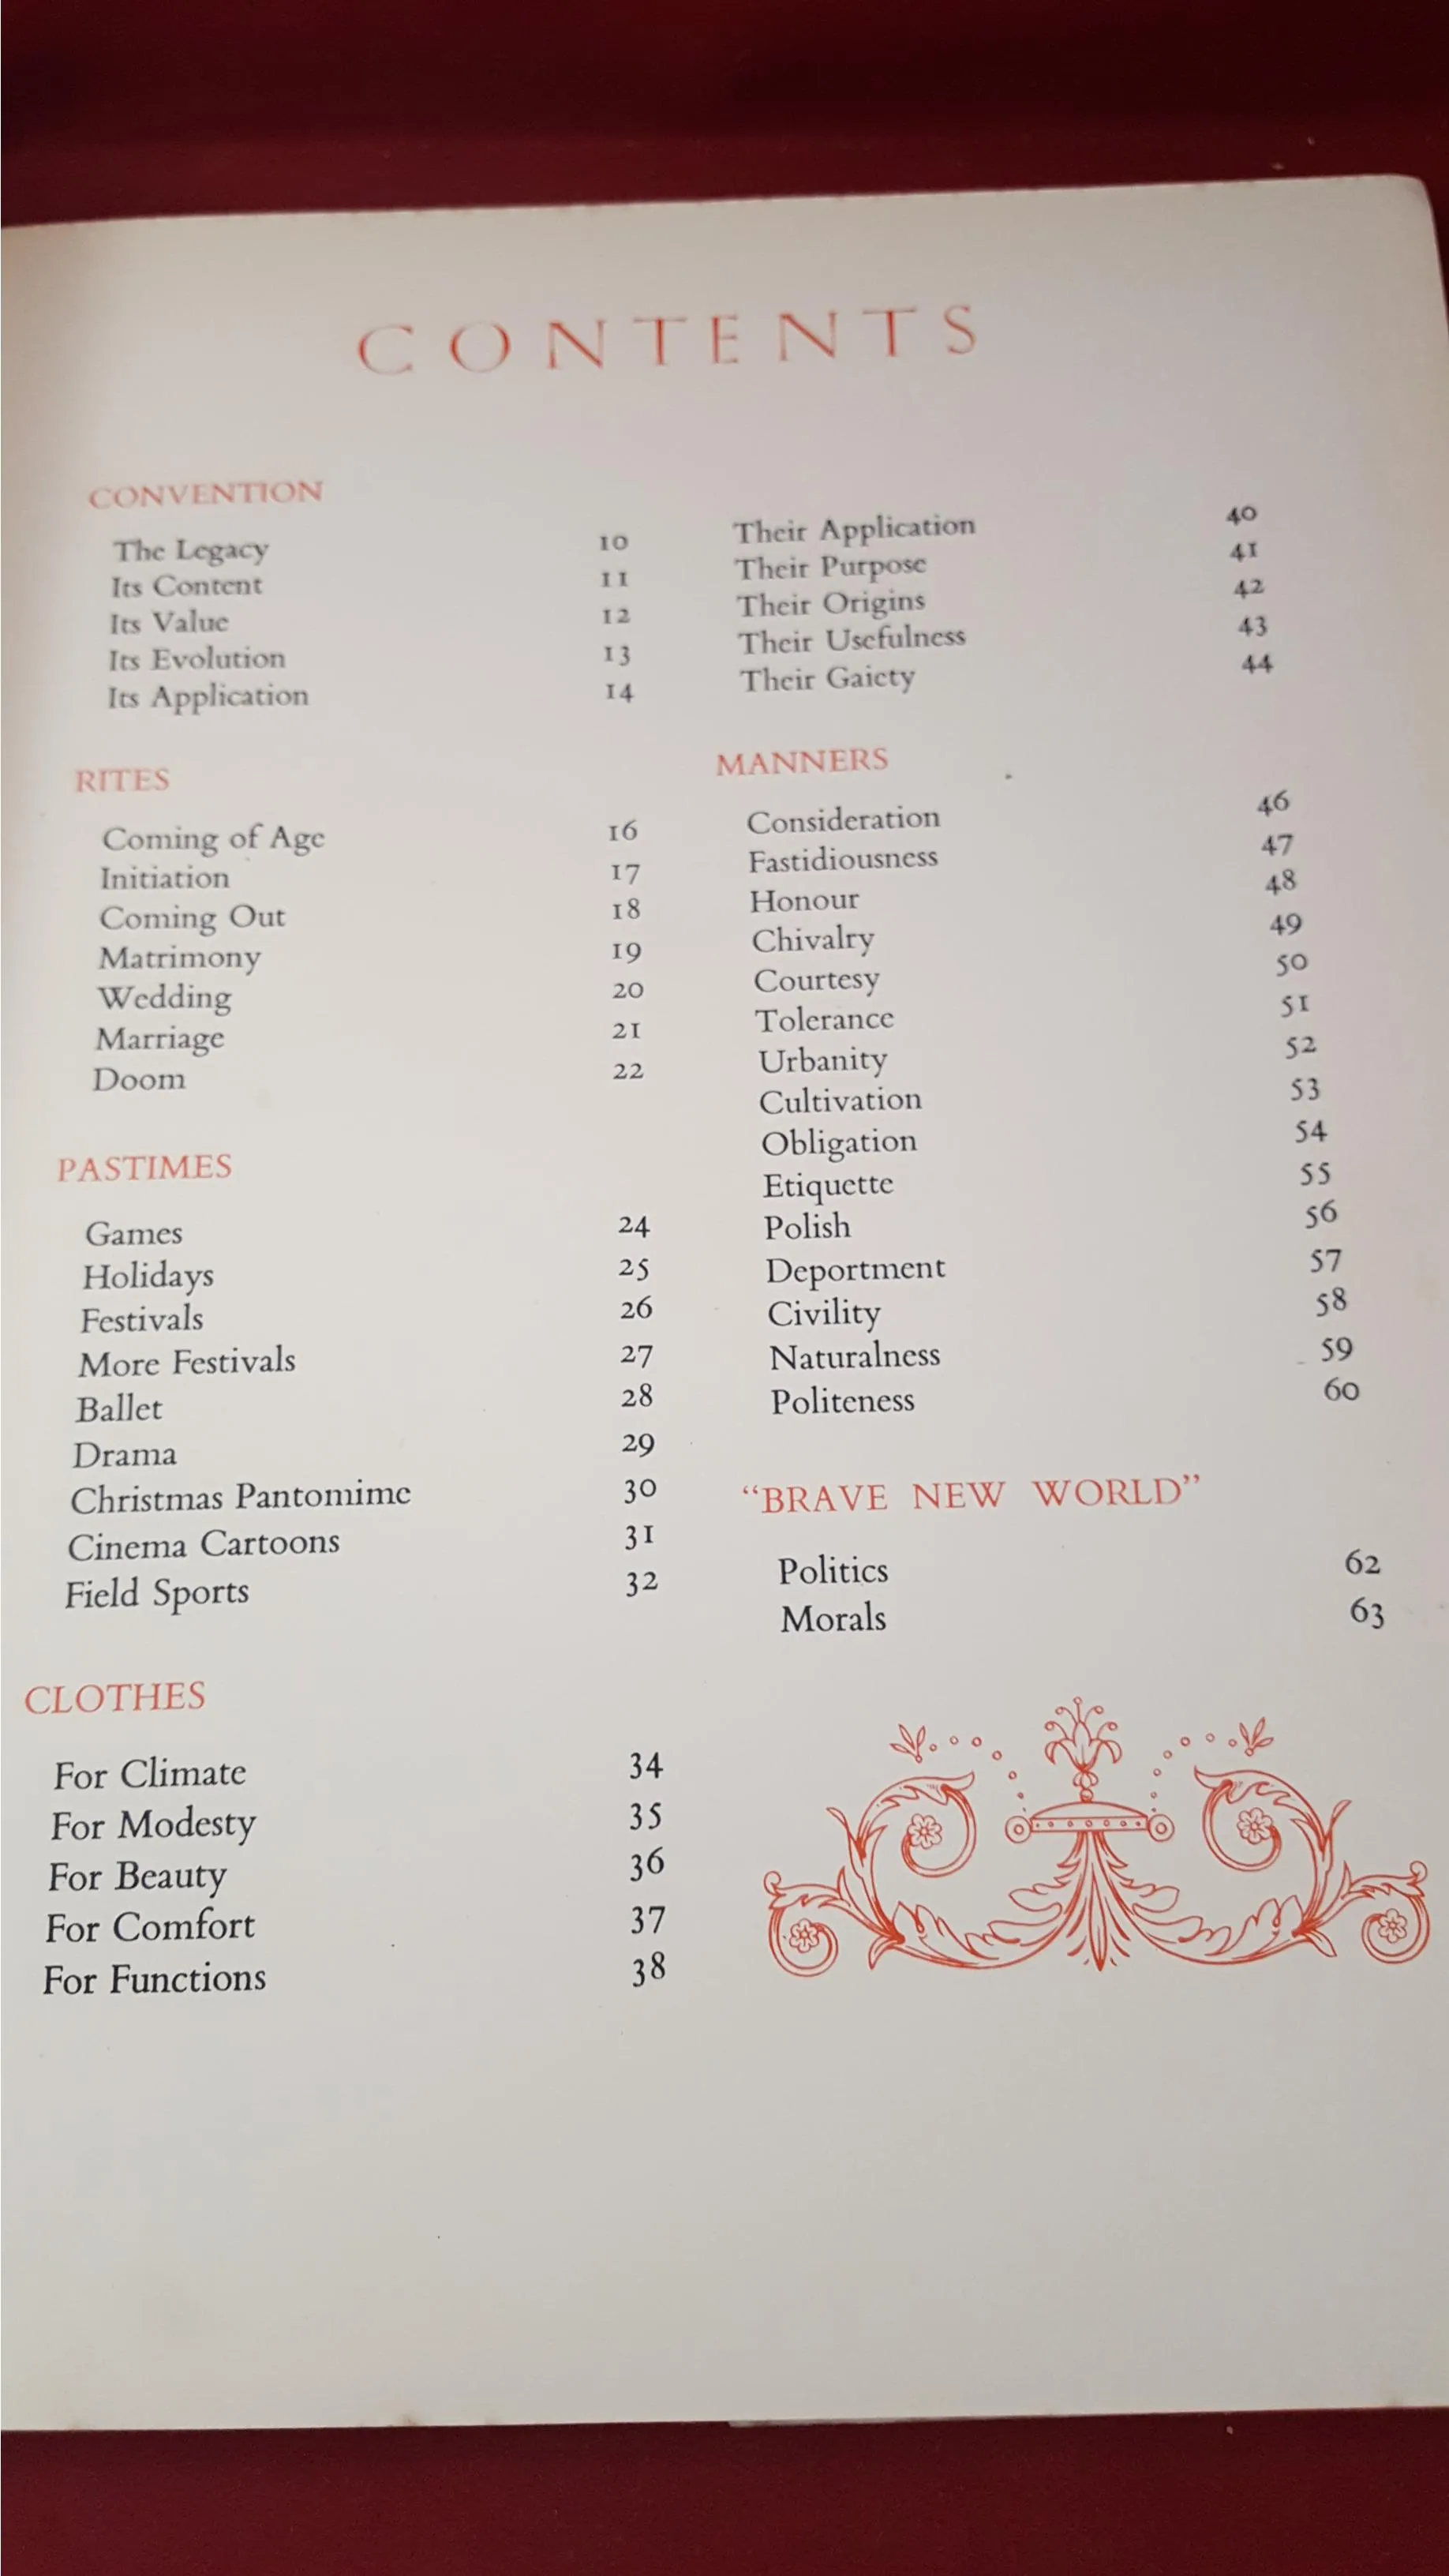 CONTENTS
CONVENTION
The Legacy 10
Its Content 11
Its Value 12
Its Evolution 13
Its Application 14
RITES
Coming of Age 16
Initiation 17
Coming Out 18
Matrimony 19
Wedding 20
Marriage 21
Doom 22
PASTIMES
Games 24
Holidays 25
Festivals 26
More Festivals 27
Ballet 28
Drama 29
Christmas Pantomime 30
Cinema Cartoons 31
Field Sports 32
CLOTHES
For Climate 34
For Modesty 35
For Beauty 36
For Comfort 37
For Functions 38
Their Application 40
Their Purpose 41
Their Origins 42
Their Usefulness 43
Their Gaiety 44
MANNERS
Consideration 46
Fastidiousness 47
Honour 48
Chivalry 49
Courtesy 50
Tolerance 51
Urbanity 52
Cultivation 53
Obligation 54
Etiquette 55
Polish 56
Deportment 57
Civility 58
Naturalness 59
Politeness 60
“BRAVE NEW WORLD”
Politics 62
Morals 63